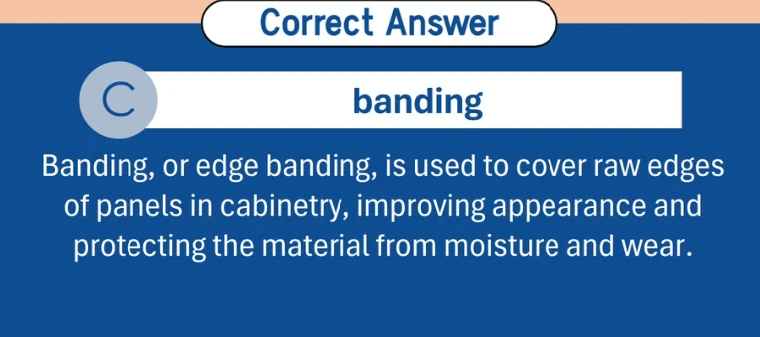 Correct Answer
C
banding
Banding, or edge banding, is used to cover raw edges
of panels in cabinetry, improving appearance and
protecting the material from moisture and wear.